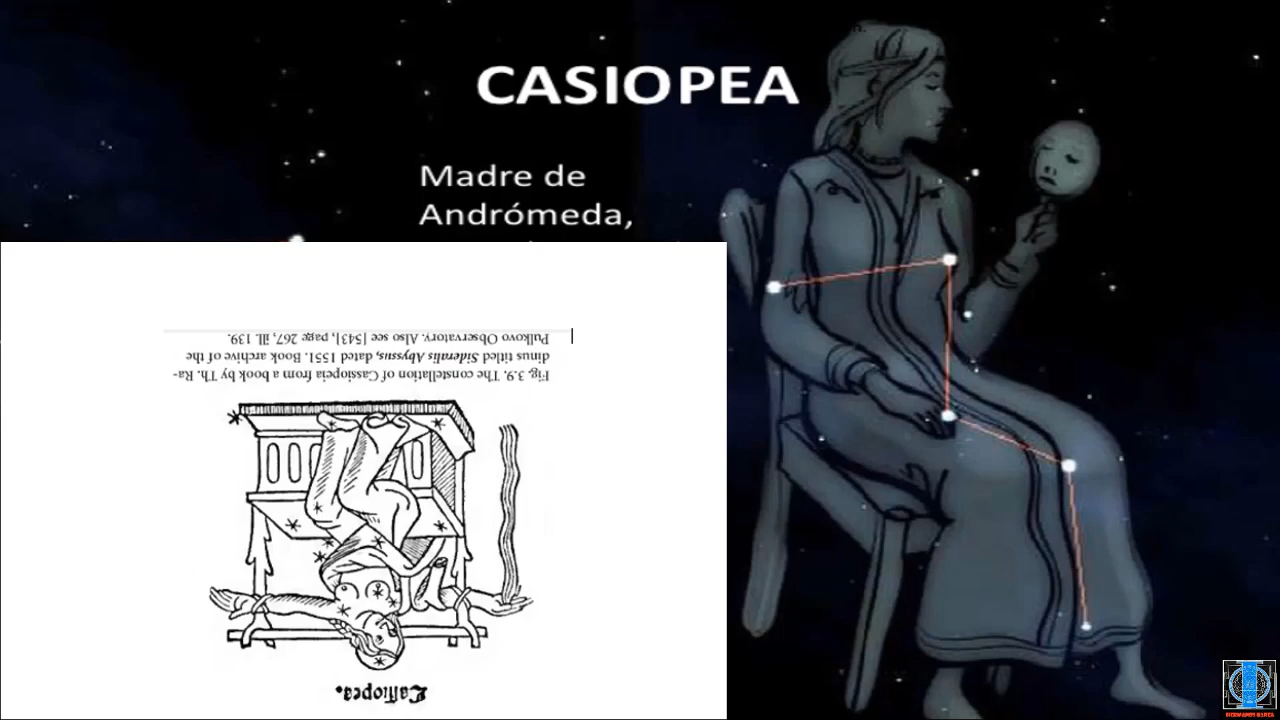 CASIOPEA
Madre de
Andrómeda,
Caſſiopea.
Fig. 3.9. The constellation of Cassiopeia from a book by Th. Ra-
dinus titled Sideralis Abyssus, dated 1551. Book archive of the
Pulkovo Observatory. Also see [543], page 267, ill. 139.